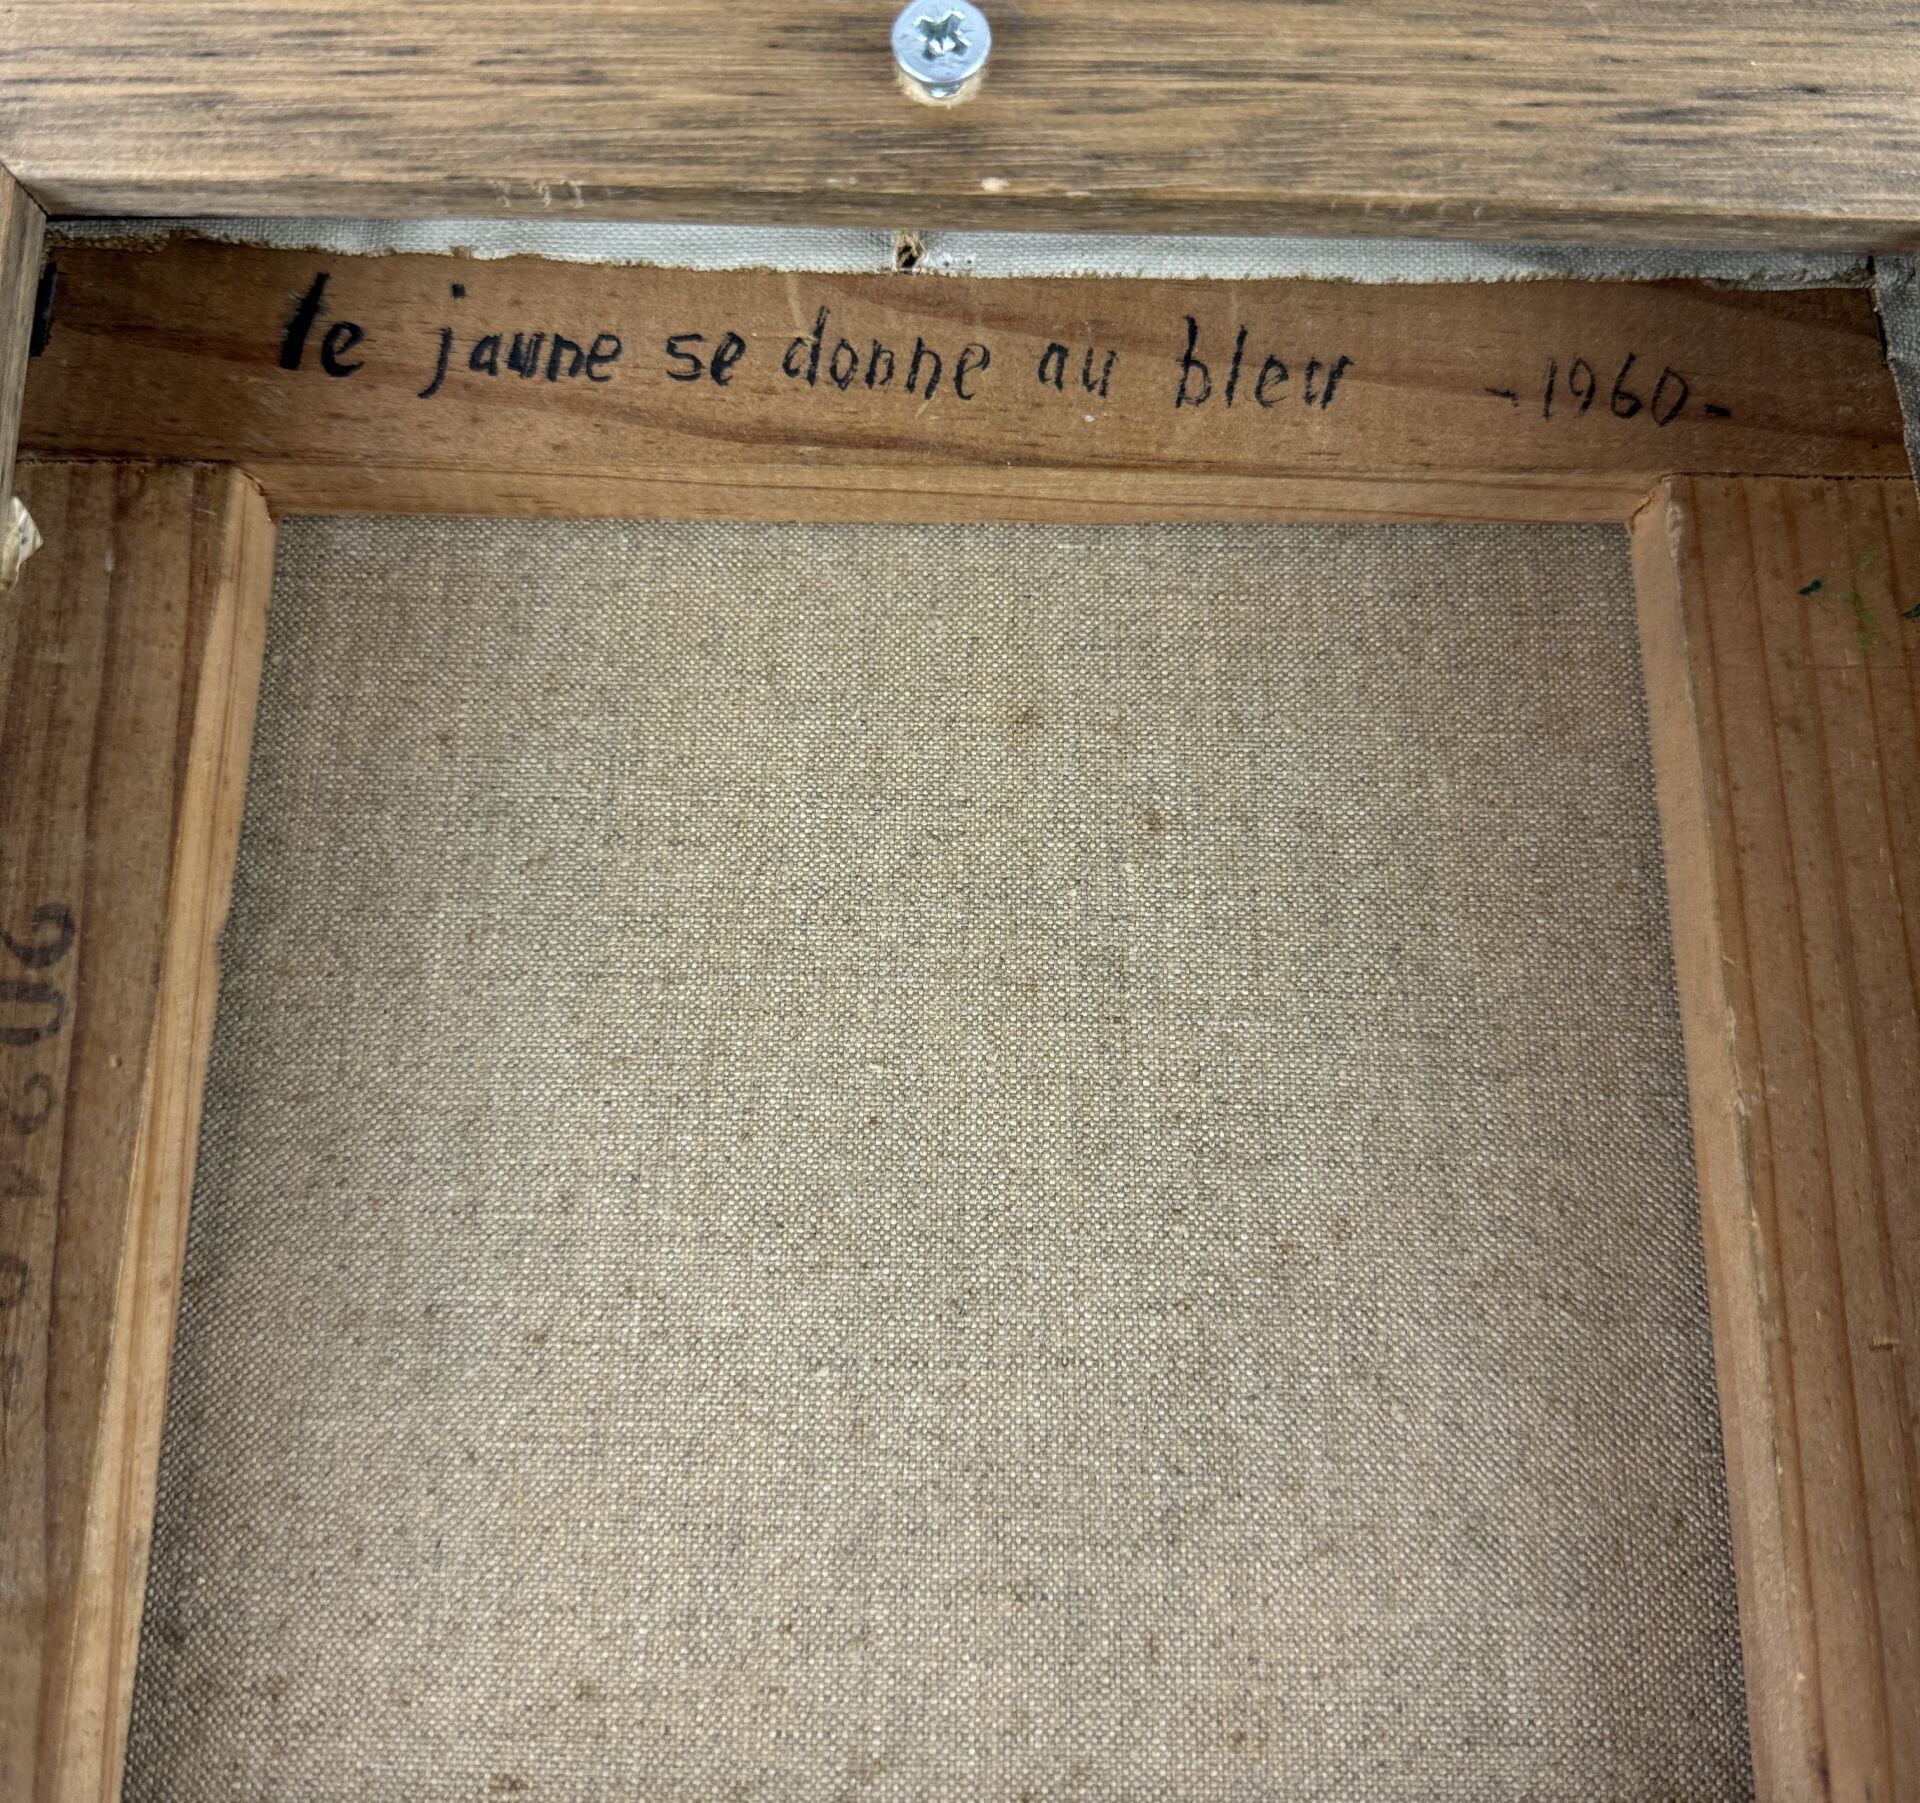 le jaune se donne au bleu -1960-